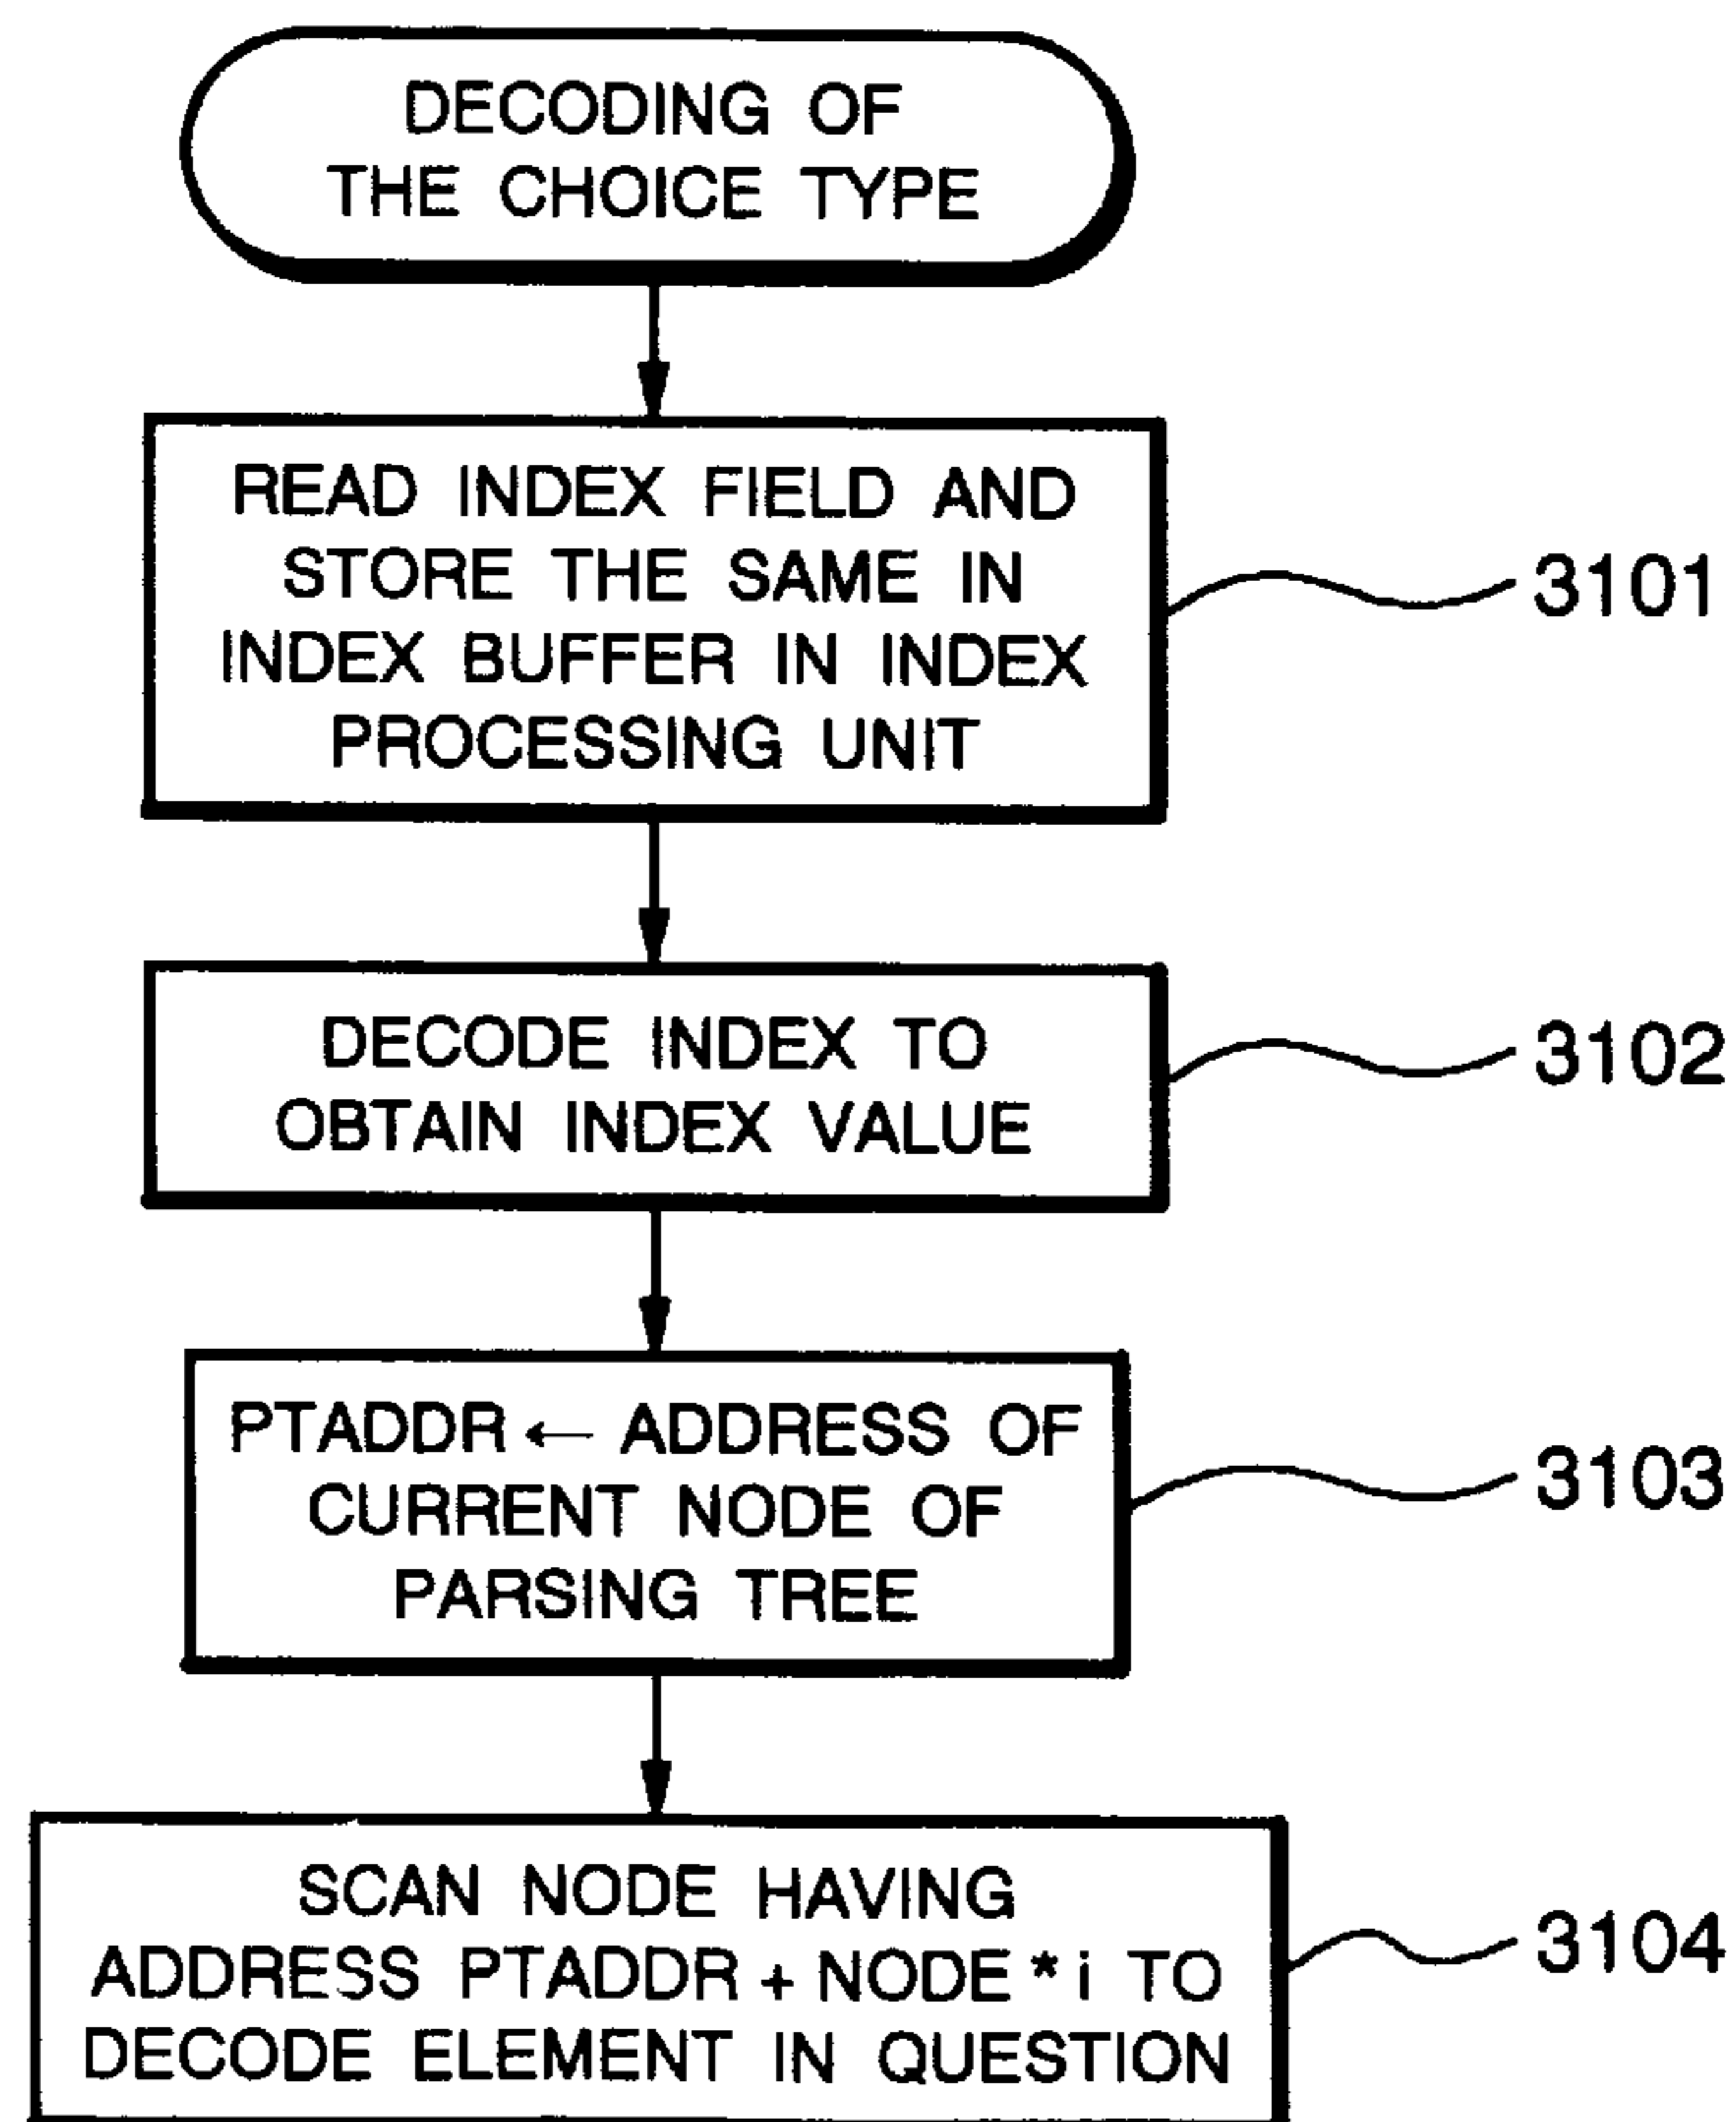 DECODING OF
THE CHOICE TYPE
READ INDEX FIELD AND
STORE THE SAME IN
INDEX BUFFER IN INDEX
PROCESSING UNIT
3101
DECODE INDEX TO
OBTAIN INDEX VALUE
3102
PTADDR ← ADDRESS OF
CURRENT NODE OF
PARSING TREE
3103
SCAN NODE HAVING
ADDRESS PTADDR + NODE * i TO
DECODE ELEMENT IN QUESTION
3104